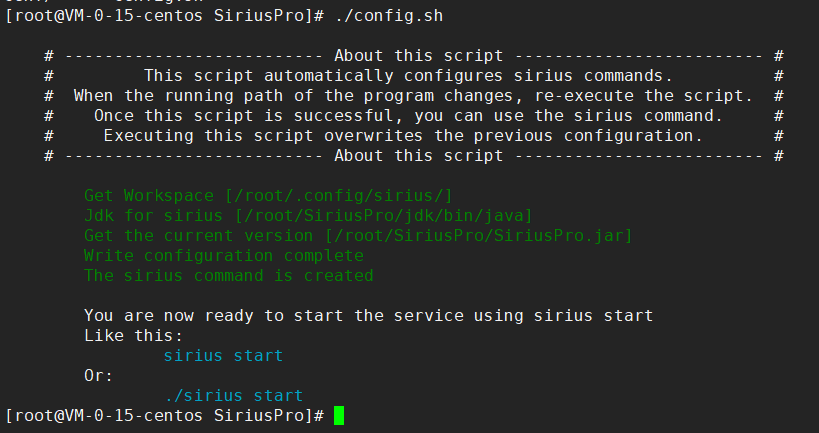 [root@VM-0-15-centos SiriusPro]# ./config.sh
# -------------------------- About this script ------------------------- #
# This script automatically configures sirius commands. #
# When the running path of the program changes, re-execute the script. #
# Once this script is successful, you can use the sirius command. #
# Executing this script overwrites the previous configuration. #
# -------------------------- About this script ------------------------- #
Get Workspace [/root/.config/sirius/]
Jdk for sirius [/root/SiriusPro/jdk/bin/java]
Get the current version [/root/SiriusPro/SiriusPro.jar]
Write configuration complete
The sirius command is created
You are now ready to start the service using sirius start
Like this:
sirius start
Or:
./sirius start
[root@VM-0-15-centos SiriusPro]#